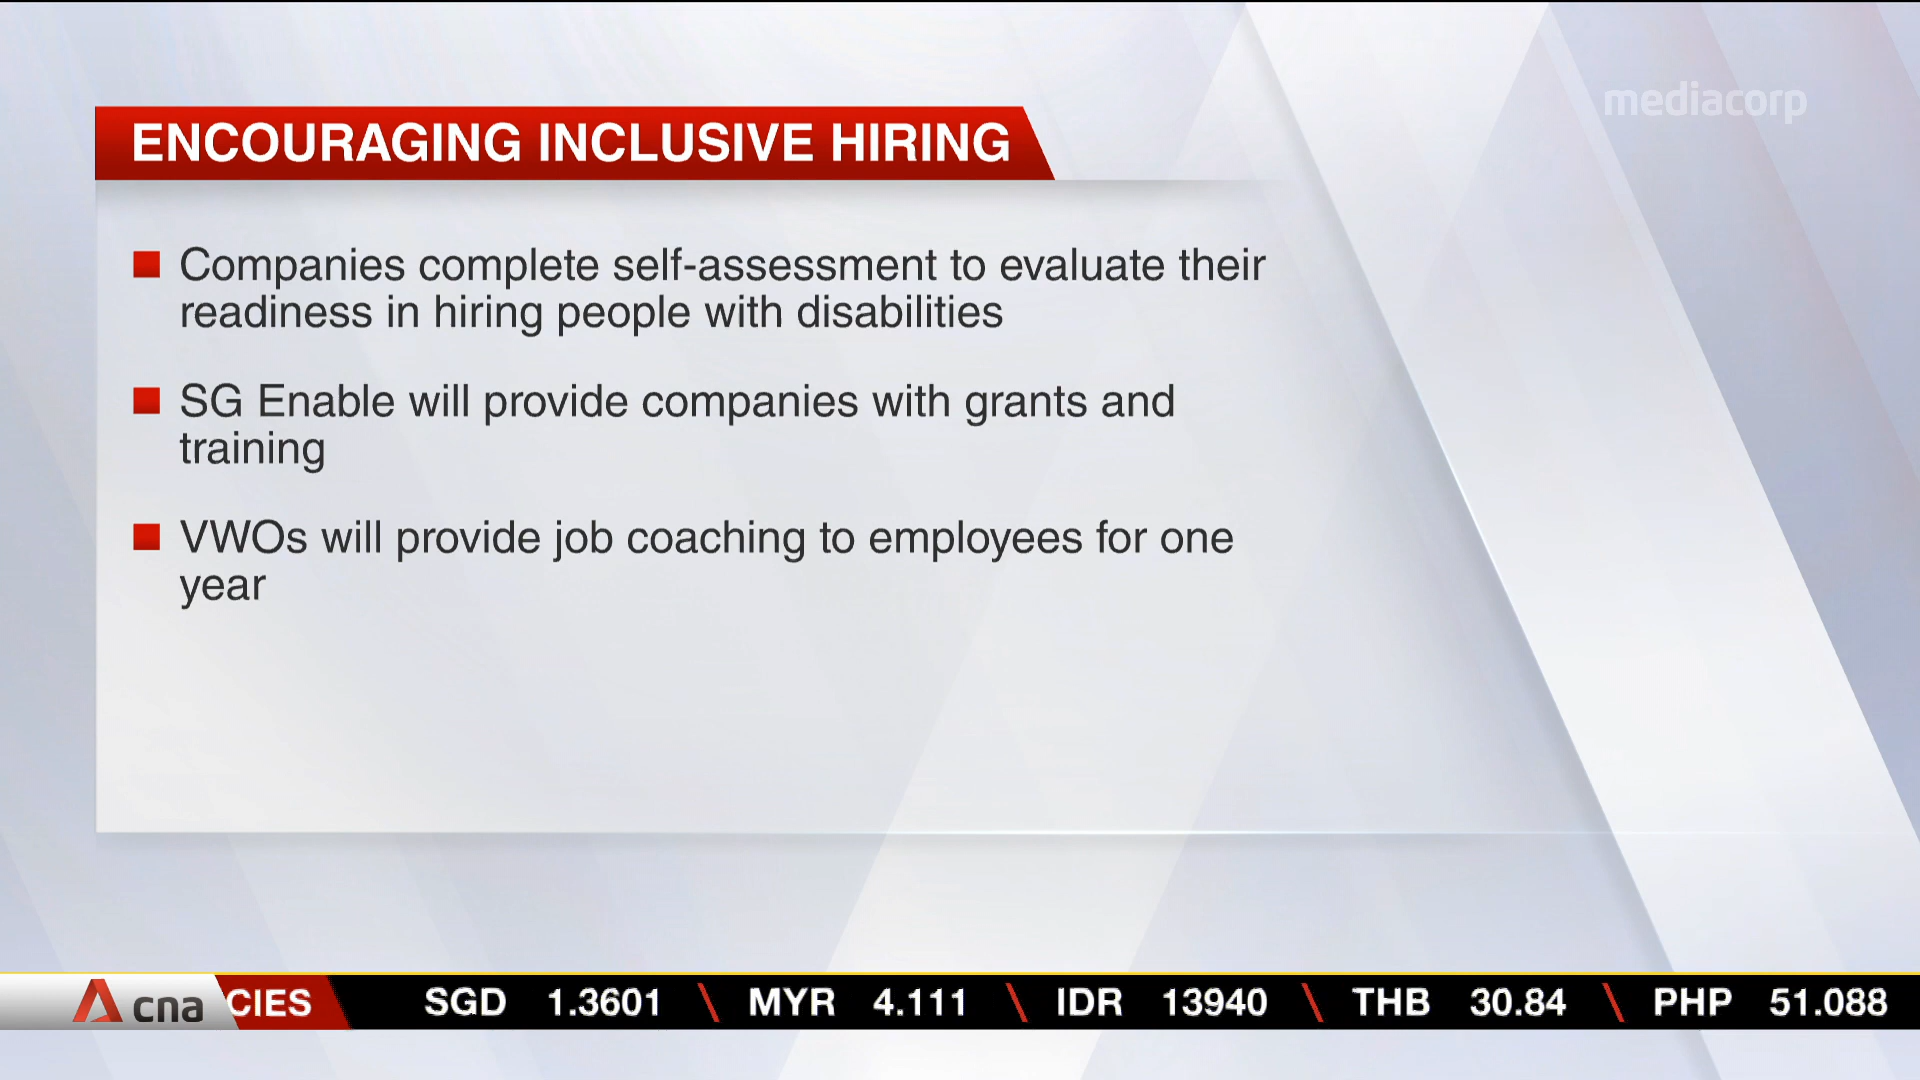 mediacorp
ENCOURAGING INCLUSIVE HIRING
Companies complete self-assessment to evaluate their
readiness in hiring people with disabilities
SG Enable will provide companies with grants and
training
VWOs will provide job coaching to employees for one
year
cna CIES SGD 1.3601 \ MYR 4.111 \ IDR 13940 \ THB 30.84 \ PHP 51.088